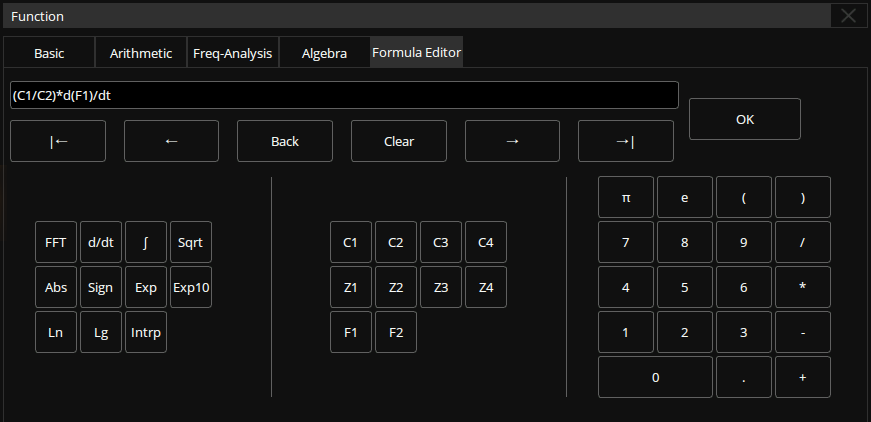 Function
Basic Arithmetic Freq-Analysis Algebra Formula Editor
(C1/C2)*d(F1)/dt
OK
|← ← Back Clear → →|
FFT d/dt ∫ Sqrt
Abs Sign Exp Exp10
Ln Lg Intrp
C1 C2 C3 C4
Z1 Z2 Z3 Z4
F1 F2
π e ( )
7 8 9 /
4 5 6 *
1 2 3 -
0 . +